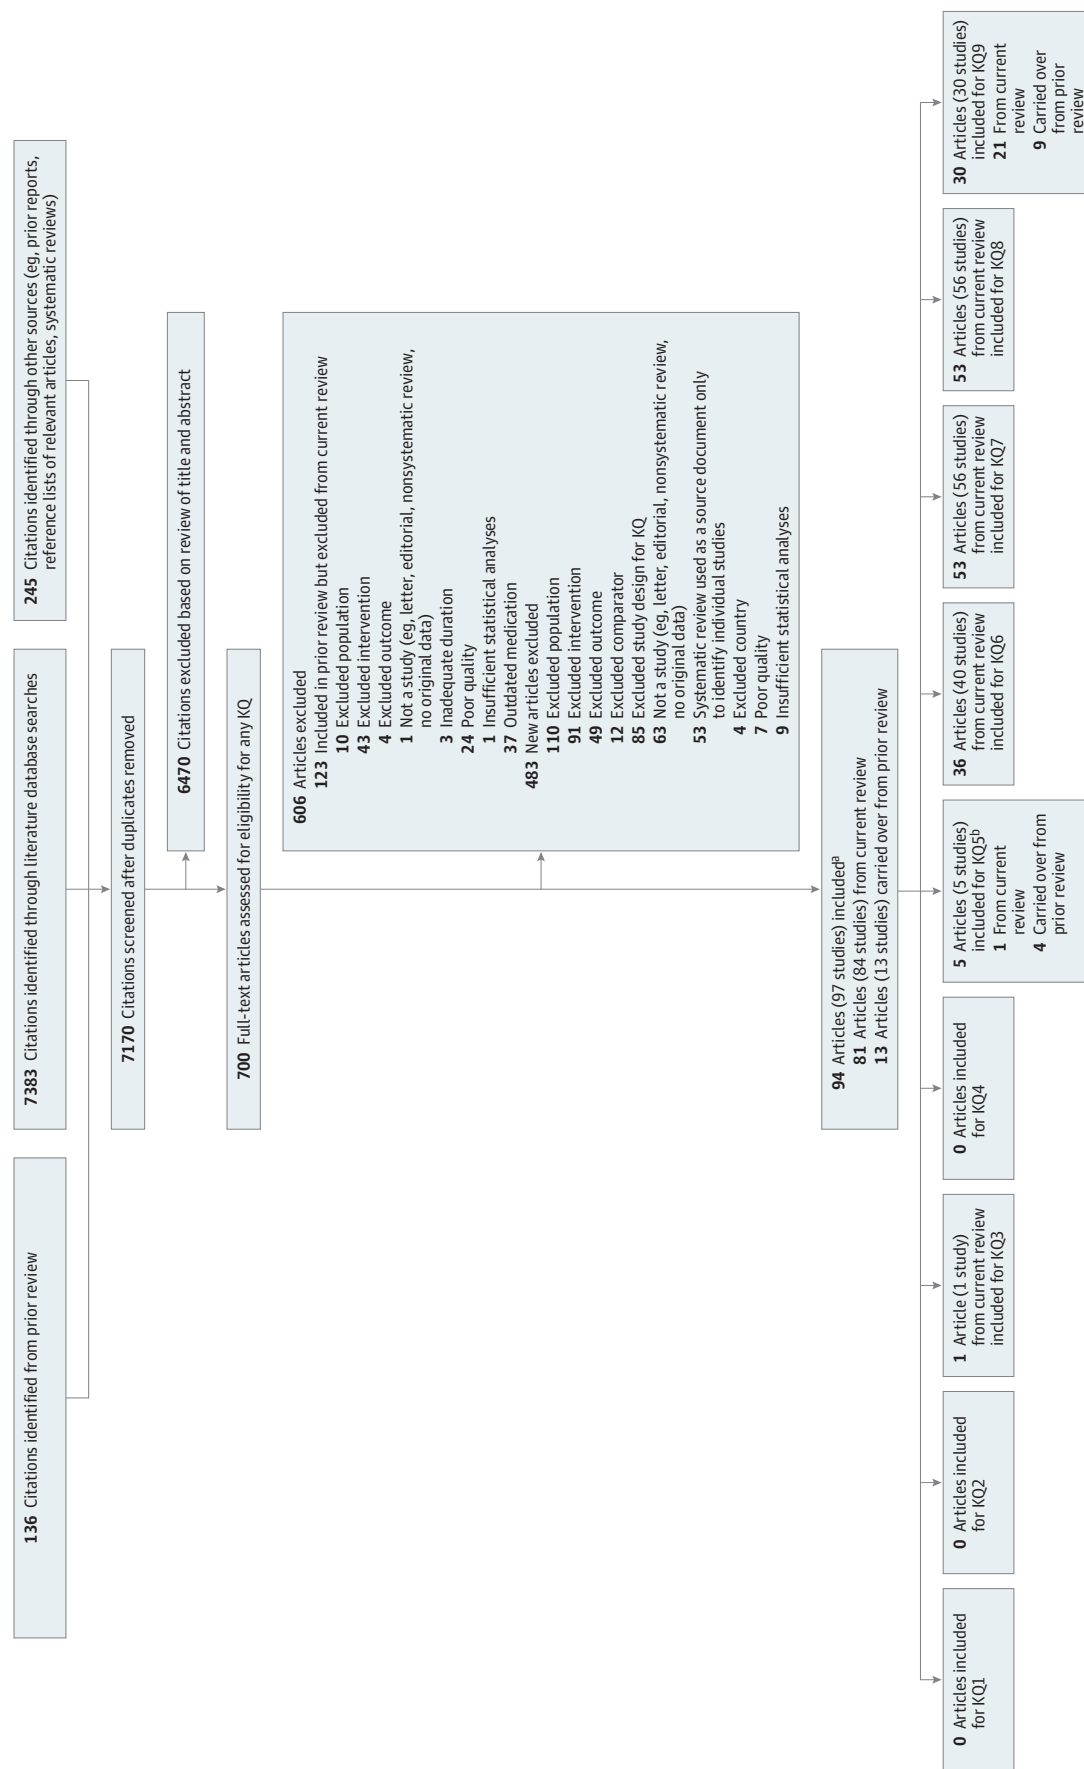 136 Citations identified from prior review
7383 Citations identified through literature database searches
245 Citations identified through other sources (eg, prior reports,
reference lists of relevant articles, systematic reviews)
7170 Citations screened after duplicates removed
6470 Citations excluded based on review of title and abstract
700 Full-text articles assessed for eligibility for any KQ
606 Articles excluded
123 Included in prior review but excluded from current review
10 Excluded population
43 Excluded intervention
4 Excluded outcome
1 Not a study (eg, letter, editorial, nonsystematic review,
no original data)
3 Inadequate duration
24 Poor quality
1 Insufficient statistical analyses
37 Outdated medication
483 New articles excluded
110 Excluded population
91 Excluded intervention
49 Excluded outcome
12 Excluded comparator
85 Excluded study design for KQ
63 Not a study (eg, letter, editorial, nonsystematic review,
no original data)
53 Systematic review used as a source document only
to identify individual studies
4 Excluded country
7 Poor quality
9 Insufficient statistical analyses
94 Articles (97 studies) included^a
81 Articles (84 studies) from current review
13 Articles (13 studies) carried over from prior review
0 Articles included
for KQ1
0 Articles included
for KQ2
1 Article (1 study)
from current review
included for KQ3
0 Articles included
for KQ4
5 Articles (5 studies)
included for KQ5^b
1 From current
review
4 Carried over from
prior review
36 Articles (40 studies)
from current review
included for KQ6
53 Articles (56 studies)
from current review
included for KQ7
53 Articles (56 studies)
from current review
included for KQ8
30 Articles (30 studies)
included for KQ9
21 From current
review
9 Carried over
from prior
review